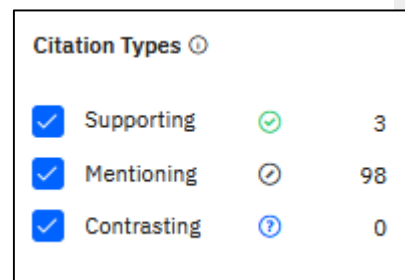 Citation Types ⓘ
Supporting 3
Mentioning 98
Contrasting ? 0